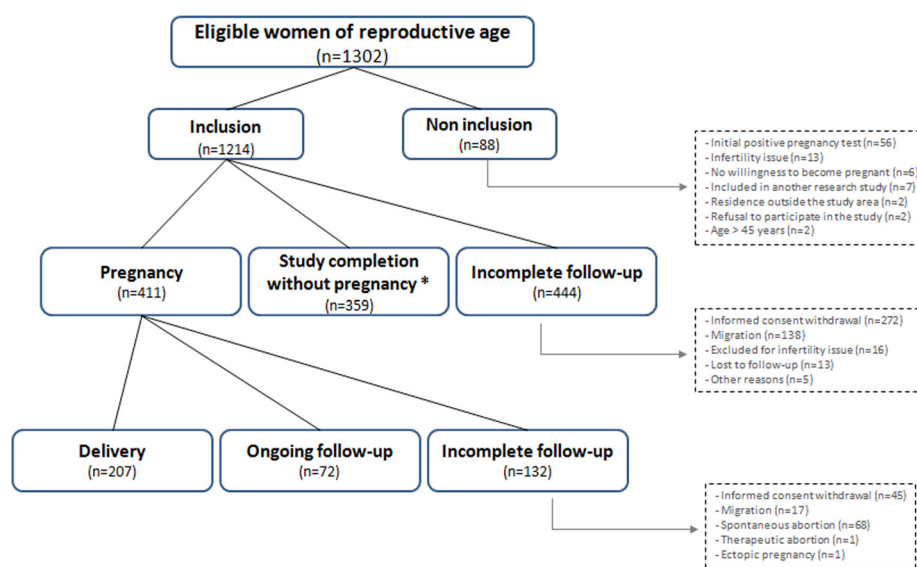 Eligible women of reproductive age
(n=1302)
Inclusion
(n=1214)
Non inclusion
(n=88)
- Initial positive pregnancy test (n=56)
- Infertility issue (n=13)
- No willingness to become pregnant (n=6)
- Included in another research study (n=7)
- Residence outside the study area (n=2)
- Refusal to participate in the study (n=2)
- Age > 45 years (n=2)
Pregnancy
(n=411)
Study completion
without pregnancy *
(n=359)
Incomplete follow-up
(n=444)
- Informed consent withdrawal (n=272)
- Migration (n=138)
- Excluded for infertility issue (n=16)
- Lost to follow-up (n=13)
- Other reasons (n=5)
Delivery
(n=207)
Ongoing follow-up
(n=72)
Incomplete follow-up
(n=132)
- Informed consent withdrawal (n=45)
- Migration (n=17)
- Spontaneous abortion (n=68)
- Therapeutic abortion (n=1)
- Ectopic pregnancy (n=1)